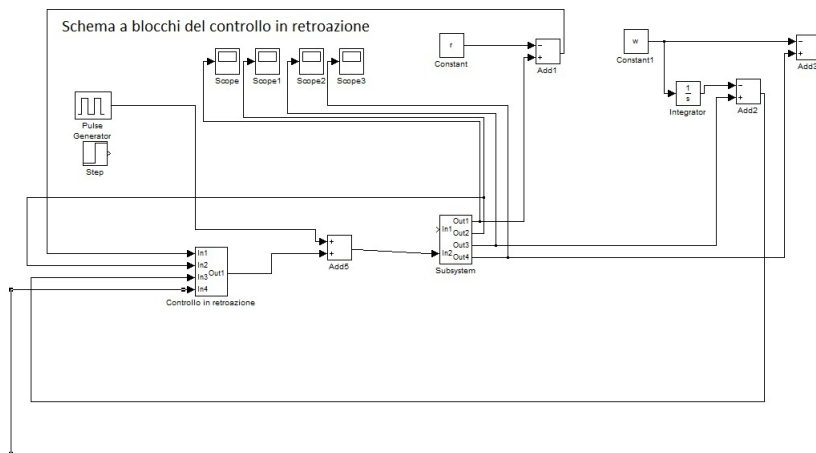 Schema a blocchi del controllo in retroazione
Scope
Scope1
Scope2
Scope3
r
Constant
−
+
Add1
w
Constant1
−
+
Add3
1
s
Integrator
−
+
Add2
Pulse
Generator
Step
In1
In2
In3
In4
Out1
Controllo in retroazione
+
+
Add5
In1
In2
Out1
Out2
Out3
Out4
Subsystem